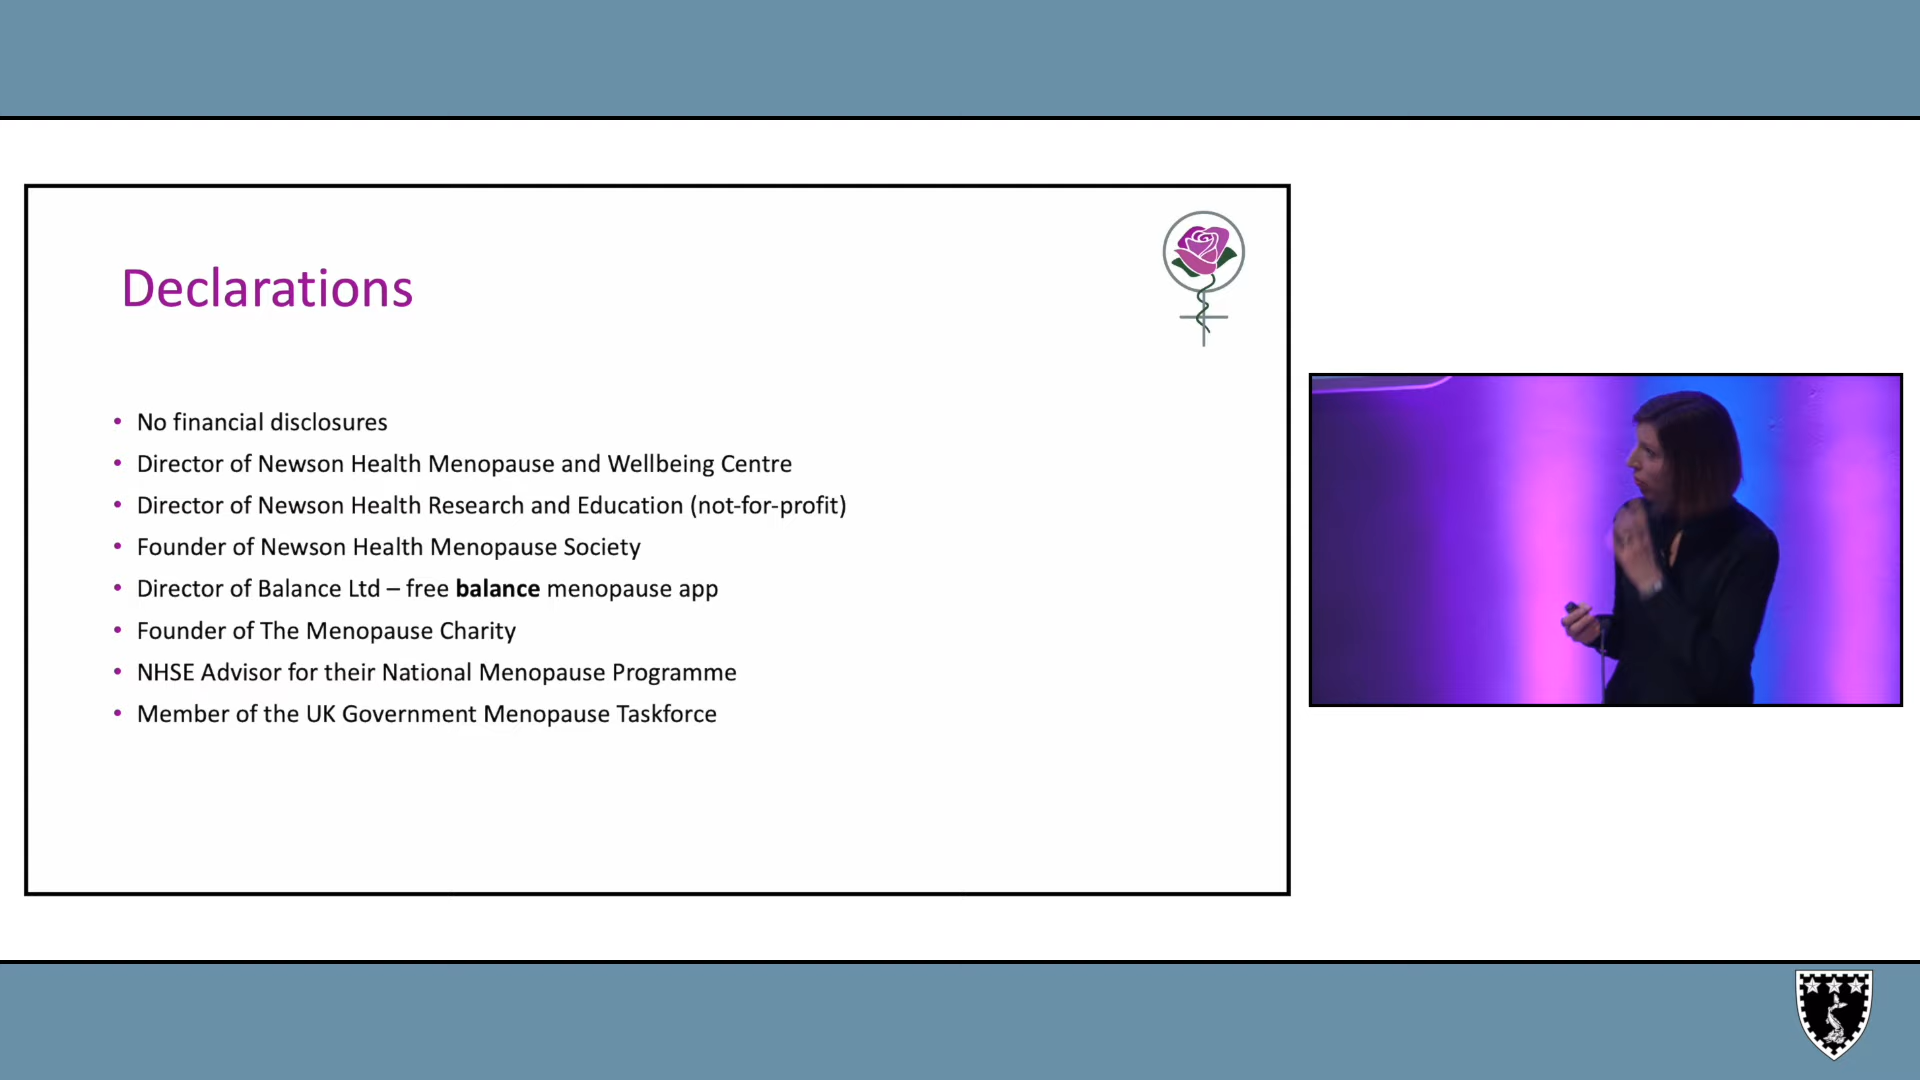 Declarations
• No financial disclosures
• Director of Newson Health Menopause and Wellbeing Centre
• Director of Newson Health Research and Education (not-for-profit)
• Founder of Newson Health Menopause Society
• Director of Balance Ltd – free balance menopause app
• Founder of The Menopause Charity
• NHSE Advisor for their National Menopause Programme
• Member of the UK Government Menopause Taskforce